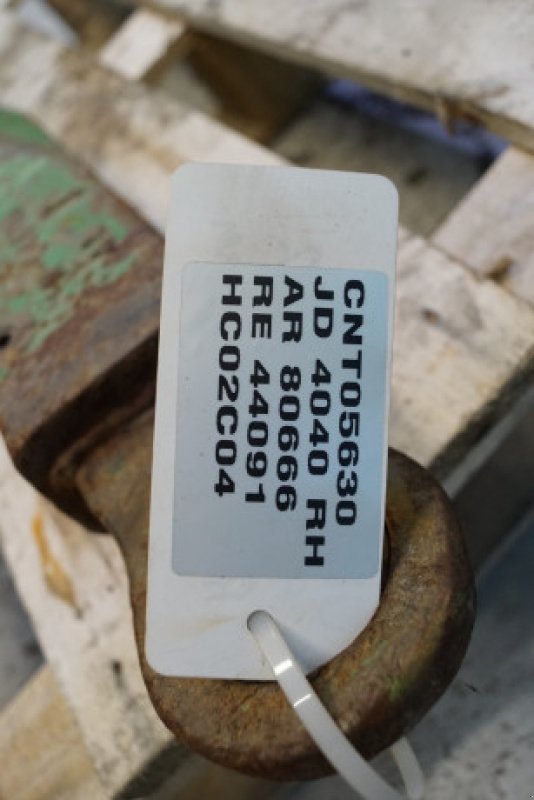 CNT05630
JD 4040 RH
AR 80666
RE 44091
HC02C04